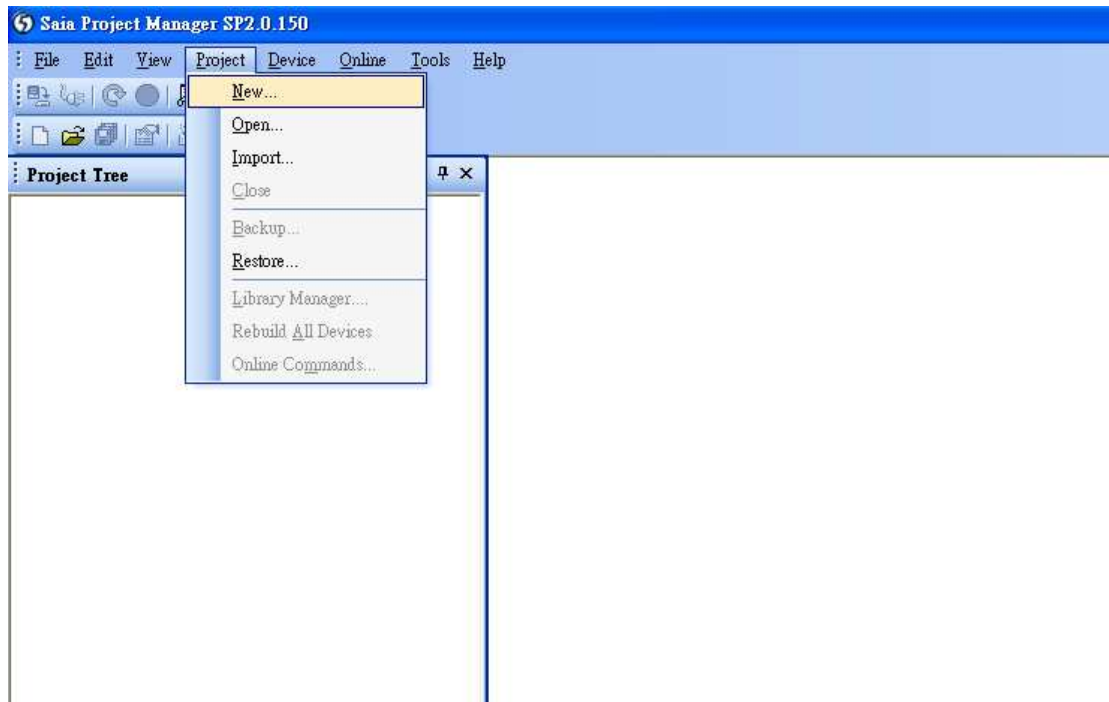 Saia Project Manager SP2.0.150
File Edit View Project Device Online Tools Help
New...
Open...
Import...
Close
Backup...
Restore...
Library Manager....
Rebuild All Devices
Online Commands...
Project Tree